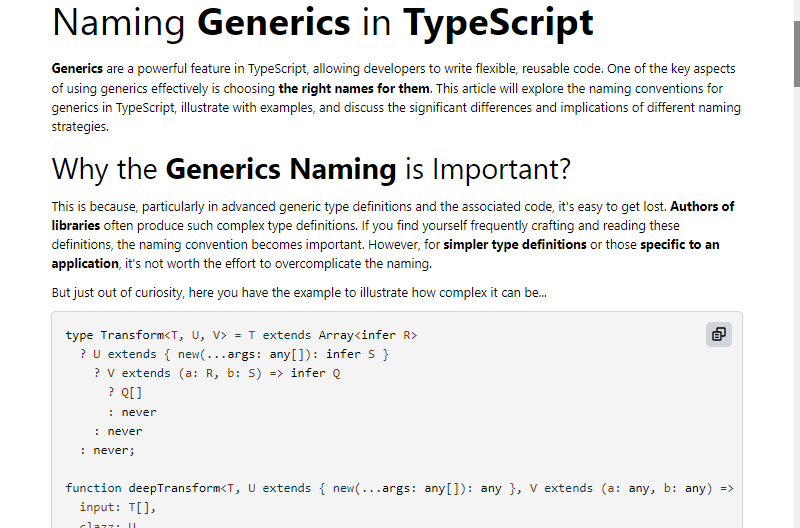 Naming Generics in TypeScript
Generics are a powerful feature in TypeScript, allowing developers to write flexible, reusable code. One of the key aspects
of using generics effectively is choosing the right names for them. This article will explore the naming conventions for
generics in TypeScript, illustrate with examples, and discuss the significant differences and implications of different naming
strategies.
Why the Generics Naming is Important?
This is because, particularly in advanced generic type definitions and the associated code, it's easy to get lost. Authors of
libraries often produce such complex type definitions. If you find yourself frequently crafting and reading these
definitions, the naming convention becomes important. However, for simpler type definitions or those specific to an
application, it's not worth the effort to overcomplicate the naming.
But just out of curiosity, here you have the example to illustrate how complex it can be...
type Transform<T, U, V> = T extends Array<infer R>
  ? U extends { new(...args: any[]): infer S }
    ? V extends (a: R, b: S) => infer Q
      ? Q[]
      : never
    : never
  : never;
function deepTransform<T, U extends { new(...args: any[]): any }, V extends (a: any, b: any) =>
  input: T[],
  clazz: U